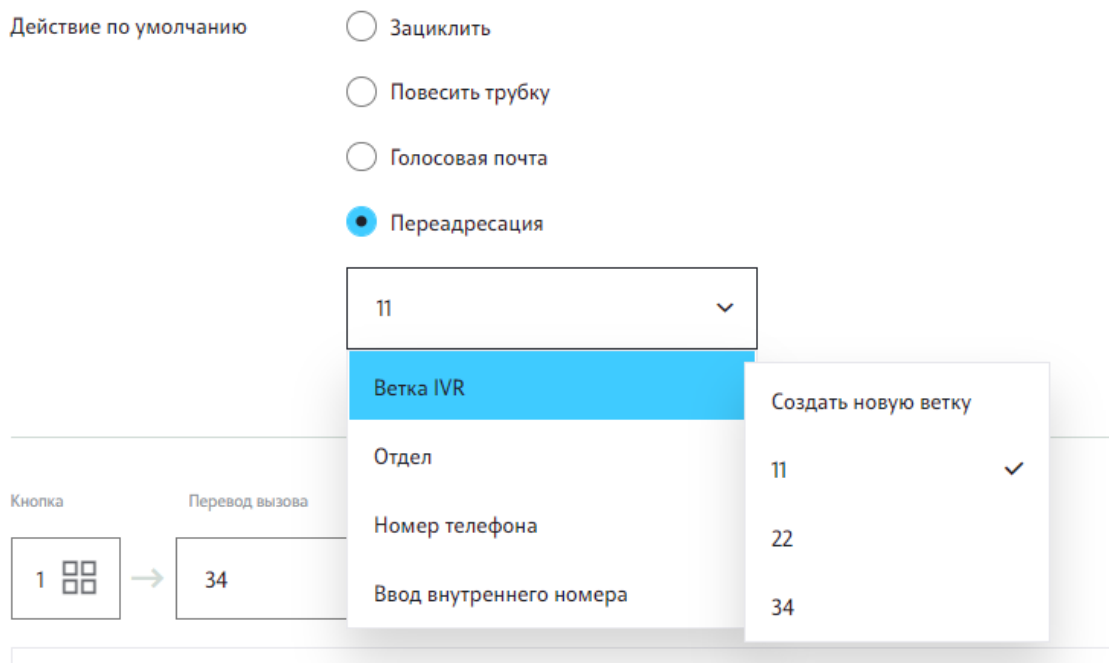 Действие по умолчанию
Зациклить
Повесить трубку
Голосовая почта
Переадресация
11
Ветка IVR
Отдел
Номер телефона
Ввод внутреннего номера
Создать новую ветку
11
22
34
Кнопка
Перевод вызова
1
34